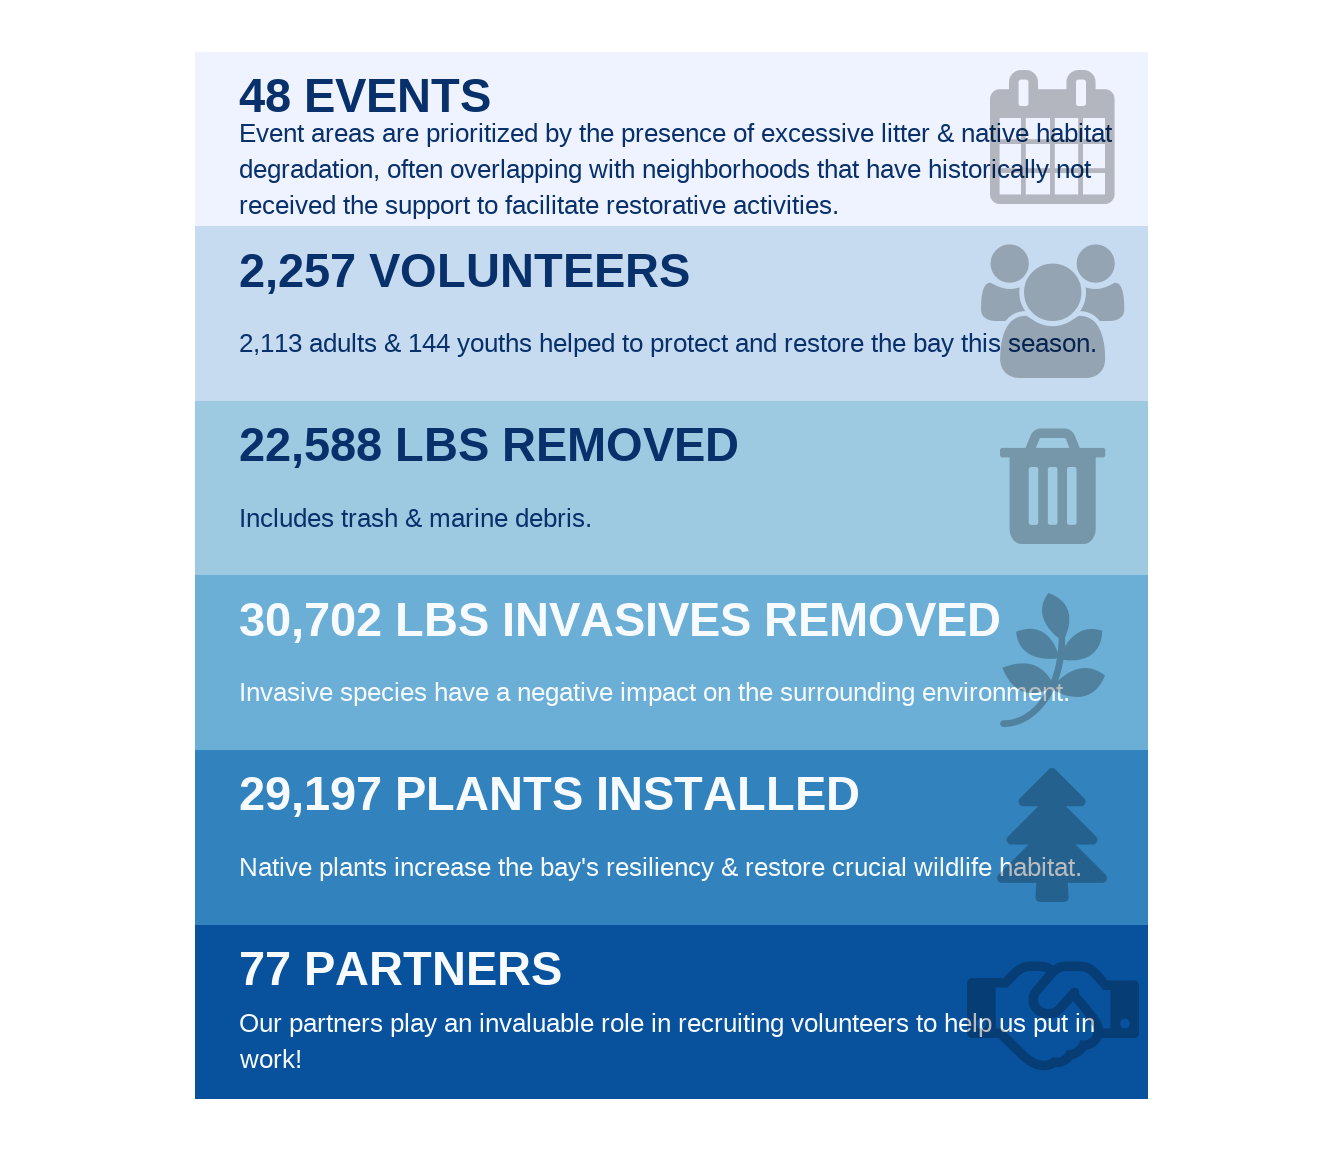 48 EVENTS
Event areas are prioritized by the presence of excessive litter & native habitat
degradation, often overlapping with neighborhoods that have historically not
received the support to facilitate restorative activities.
2,257 VOLUNTEERS
2,113 adults & 144 youths helped to protect and restore the bay this season.
22,588 LBS REMOVED
Includes trash & marine debris.
30,702 LBS INVASIVES REMOVED
Invasive species have a negative impact on the surrounding environment.
29,197 PLANTS INSTALLED
Native plants increase the bay's resiliency & restore crucial wildlife habitat.
77 PARTNERS
Our partners play an invaluable role in recruiting volunteers to help us put in
work!